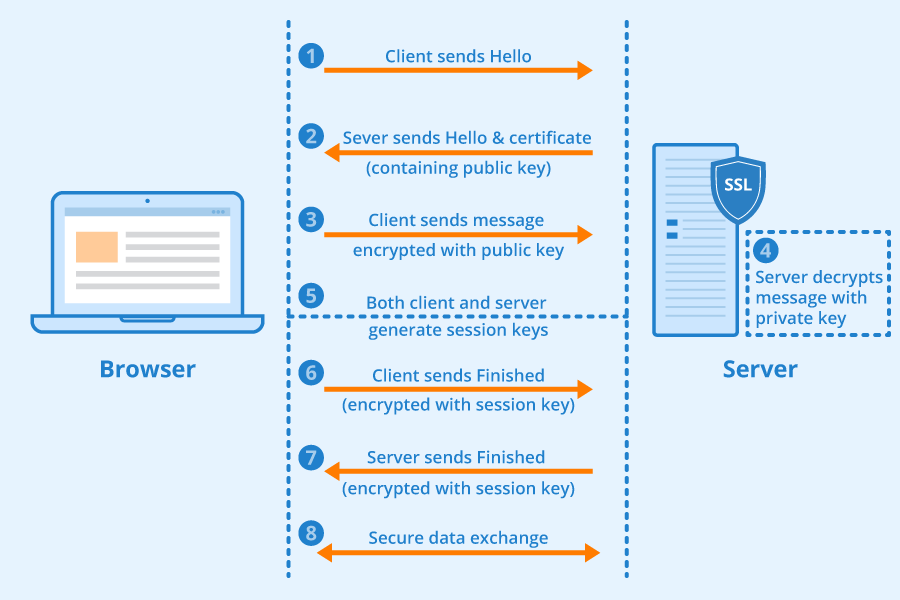 1
Client sends Hello
2
Sever sends Hello & certificate
(containing public key)
3
Client sends message
encrypted with public key
SSL
4
Server decrypts
message with
private key
5
Both client and server
generate session keys
Browser
Server
6
Client sends Finished
(encrypted with session key)
7
Server sends Finished
(encrypted with session key)
8
Secure data exchange